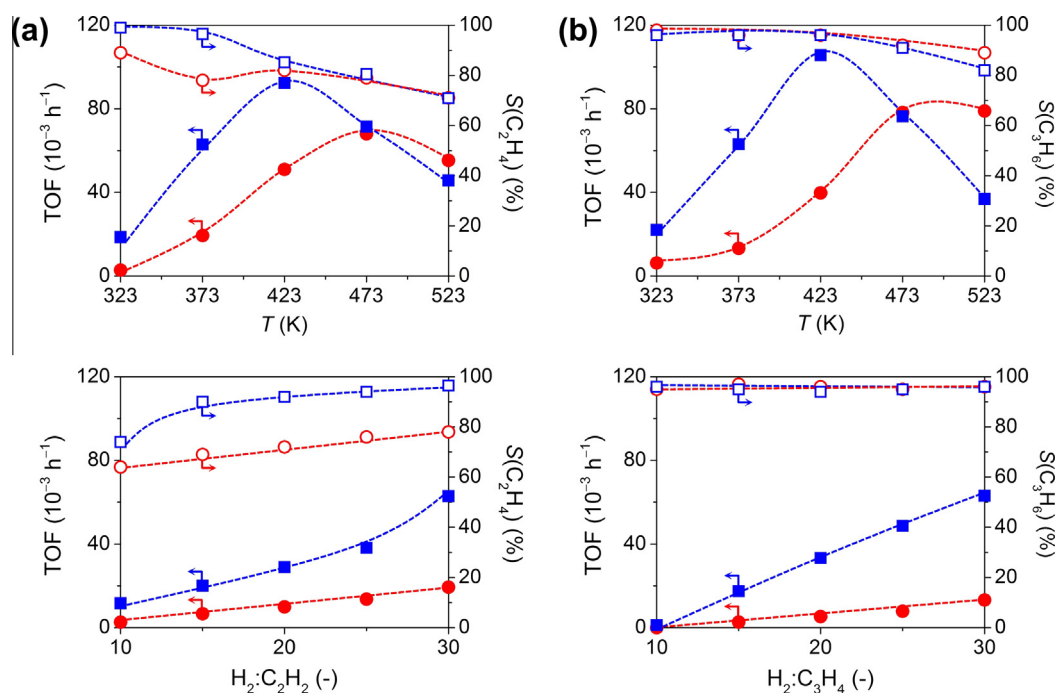 (a)
120
80
40
0
TOF (10⁻³ h⁻¹)
100
80
60
40
20
0
S(C₂H₄) (%)
323 373 423 473 523
T (K)
(b)
120
80
40
0
TOF (10⁻³ h⁻¹)
100
80
60
40
20
0
S(C₃H₆) (%)
323 373 423 473 523
T (K)
120
80
40
0
TOF (10⁻³ h⁻¹)
100
80
60
40
20
0
S(C₂H₄) (%)
10 15 20 25 30
H₂:C₂H₂ (-)
120
80
40
0
TOF (10⁻³ h⁻¹)
100
80
60
40
20
0
S(C₃H₆) (%)
10 15 20 25 30
H₂:C₃H₄ (-)